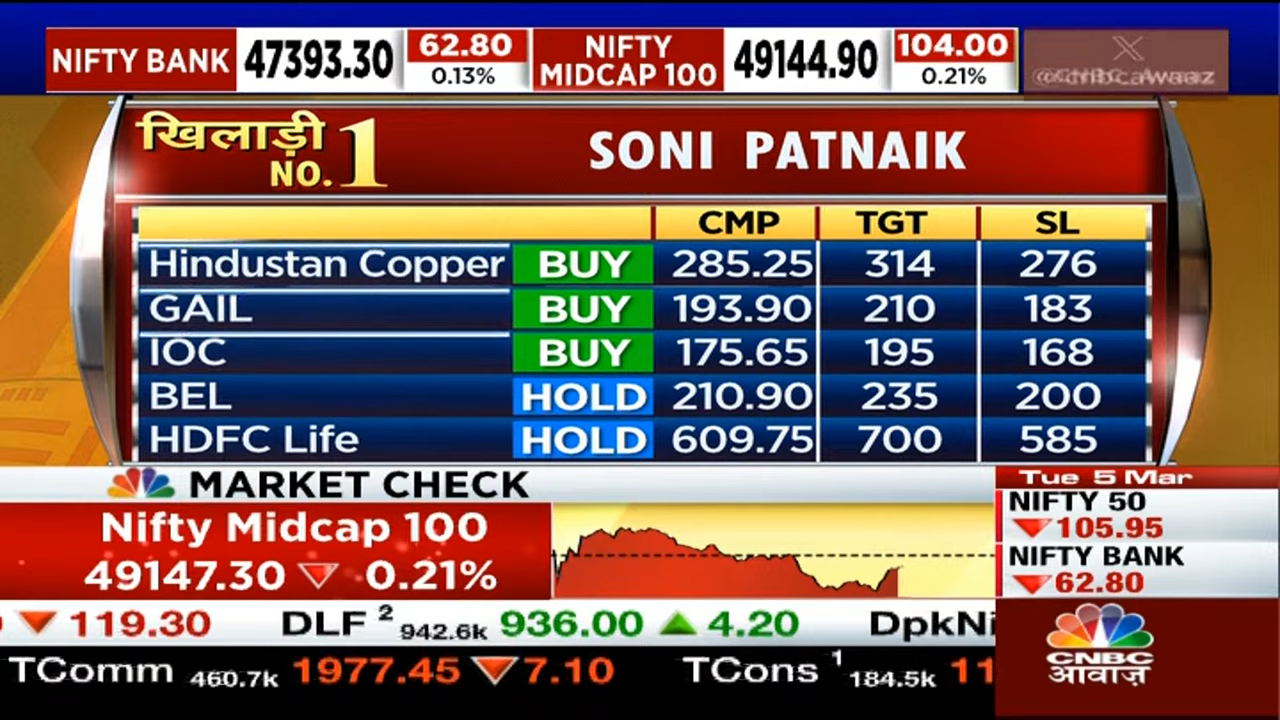 NIFTY BANK 47393.30 62.80 0.13% NIFTY MIDCAP 100 49144.90 104.00 0.21%
खिलाड़ी NO. 1 SONI PATNAIK
CMP TGT SL
Hindustan Copper BUY 285.25 314 276
GAIL BUY 193.90 210 183
IOC BUY 175.65 195 168
BEL HOLD 210.90 235 200
HDFC Life HOLD 609.75 700 585
MARKET CHECK
Nifty Midcap 100
49147.30 ▼ 0.21%
Tue 5 Mar
NIFTY 50
▼105.95
NIFTY BANK
▼62.80
▼ 119.30 DLF 2 942.6k 936.00 ▲ 4.20 DpkNi
TComm 460.7k 1977.45 ▼7.10 TCons 1 184.5k 11
CNBC
आवाज़